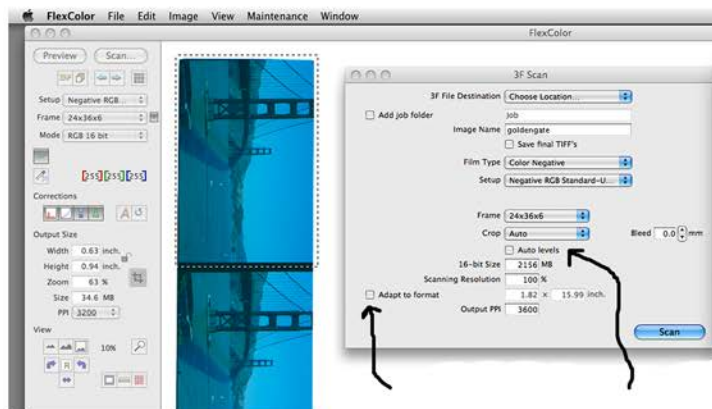 FlexColor File Edit Image View Maintenance Window
FlexColor
Preview Scan...
Setup Negative RGB...
Frame 24x36x6
Mode RGB 16 bit
[255] [255] [255]
Corrections
A
Output Size
Width 0.63 inch.
Height 0.94 inch.
Zoom 63 %
Size 34.6 MB
PPI 3200
View
10%
R
3F Scan
3F File Destination Choose Location...
Add job folder job
Image Name goldengate
Save final TIFF's
Film Type Color Negative
Setup Negative RGB Standard-U...
Frame 24x36x6
Crop Auto Bleed 0.0 mm
Auto levels
16-bit Size 2156 MB
Scanning Resolution 100 %
Adapt to format 1.82 x 15.99 inch.
Output PPI 3600
Scan